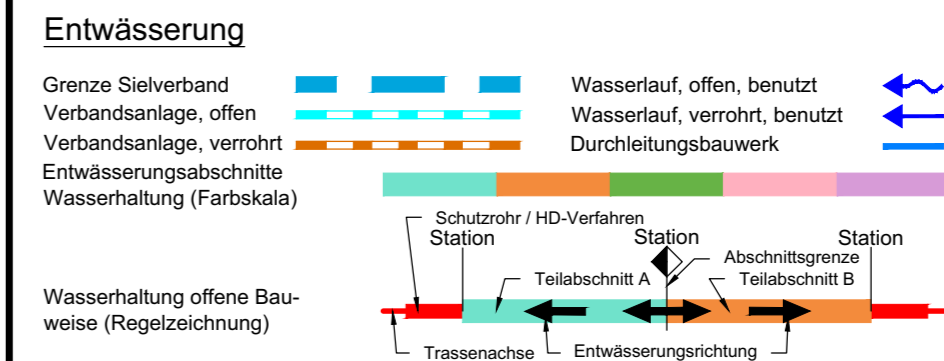 Entwässerung
Grenze Sielverband
Wasserlauf, offen, benutzt
Verbandsanlage, offen
Wasserlauf, verrohrt, benutzt
Verbandsanlage, verrohrt
Durchleitungsbauwerk
Entwässerungsabschnitte
Wasserhaltung (Farbskala)
Schutzrohr / HD-Verfahren
Station
Station
Station
Abschnittsgrenze
Teilabschnitt A
Teilabschnitt B
Wasserhaltung offene Bau-
weise (Regelzeichnung)
Trassenachse
Entwässerungsrichtung